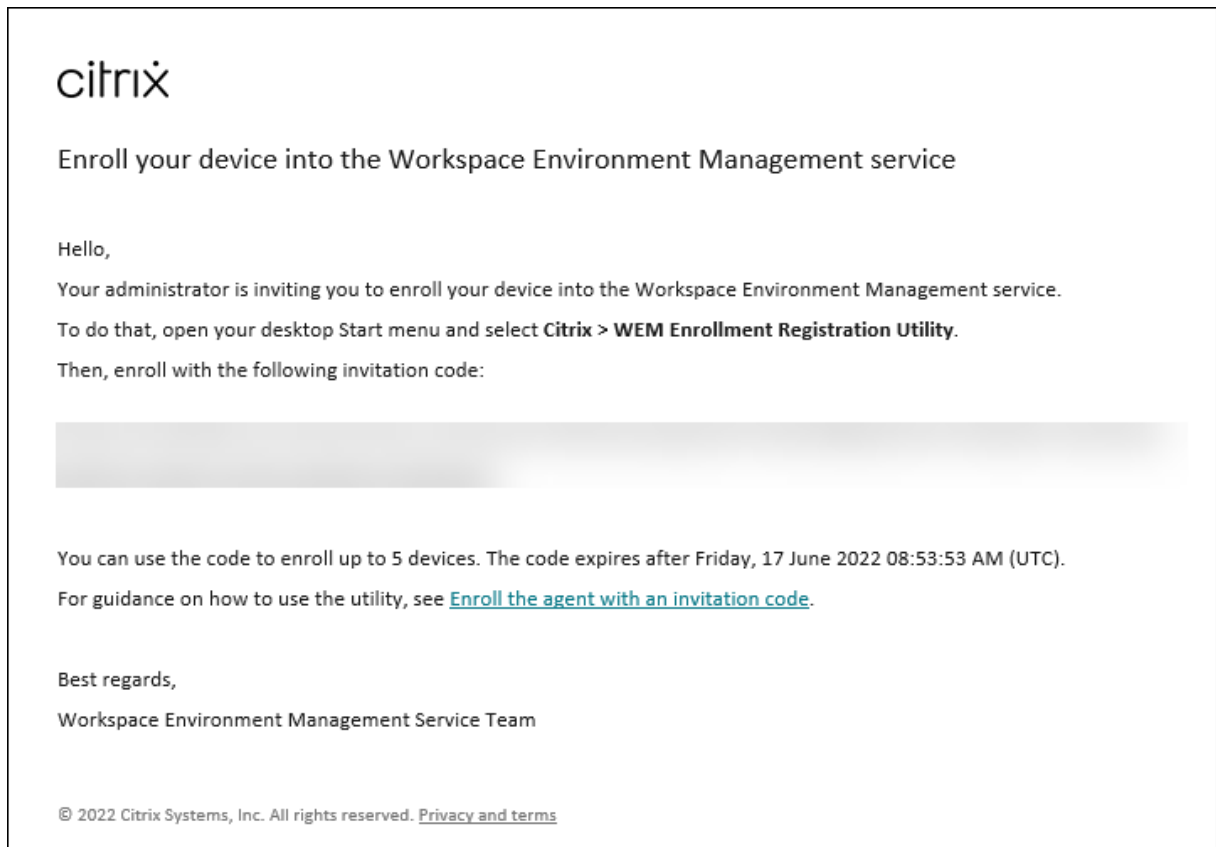 citrix
Enroll your device into the Workspace Environment Management service
Hello,
Your administrator is inviting you to enroll your device into the Workspace Environment Management service.
To do that, open your desktop Start menu and select Citrix > WEM Enrollment Registration Utility.
Then, enroll with the following invitation code:
You can use the code to enroll up to 5 devices. The code expires after Friday, 17 June 2022 08:53:53 AM (UTC).
For guidance on how to use the utility, see Enroll the agent with an invitation code.
Best regards,
Workspace Environment Management Service Team
© 2022 Citrix Systems, Inc. All rights reserved. Privacy and terms